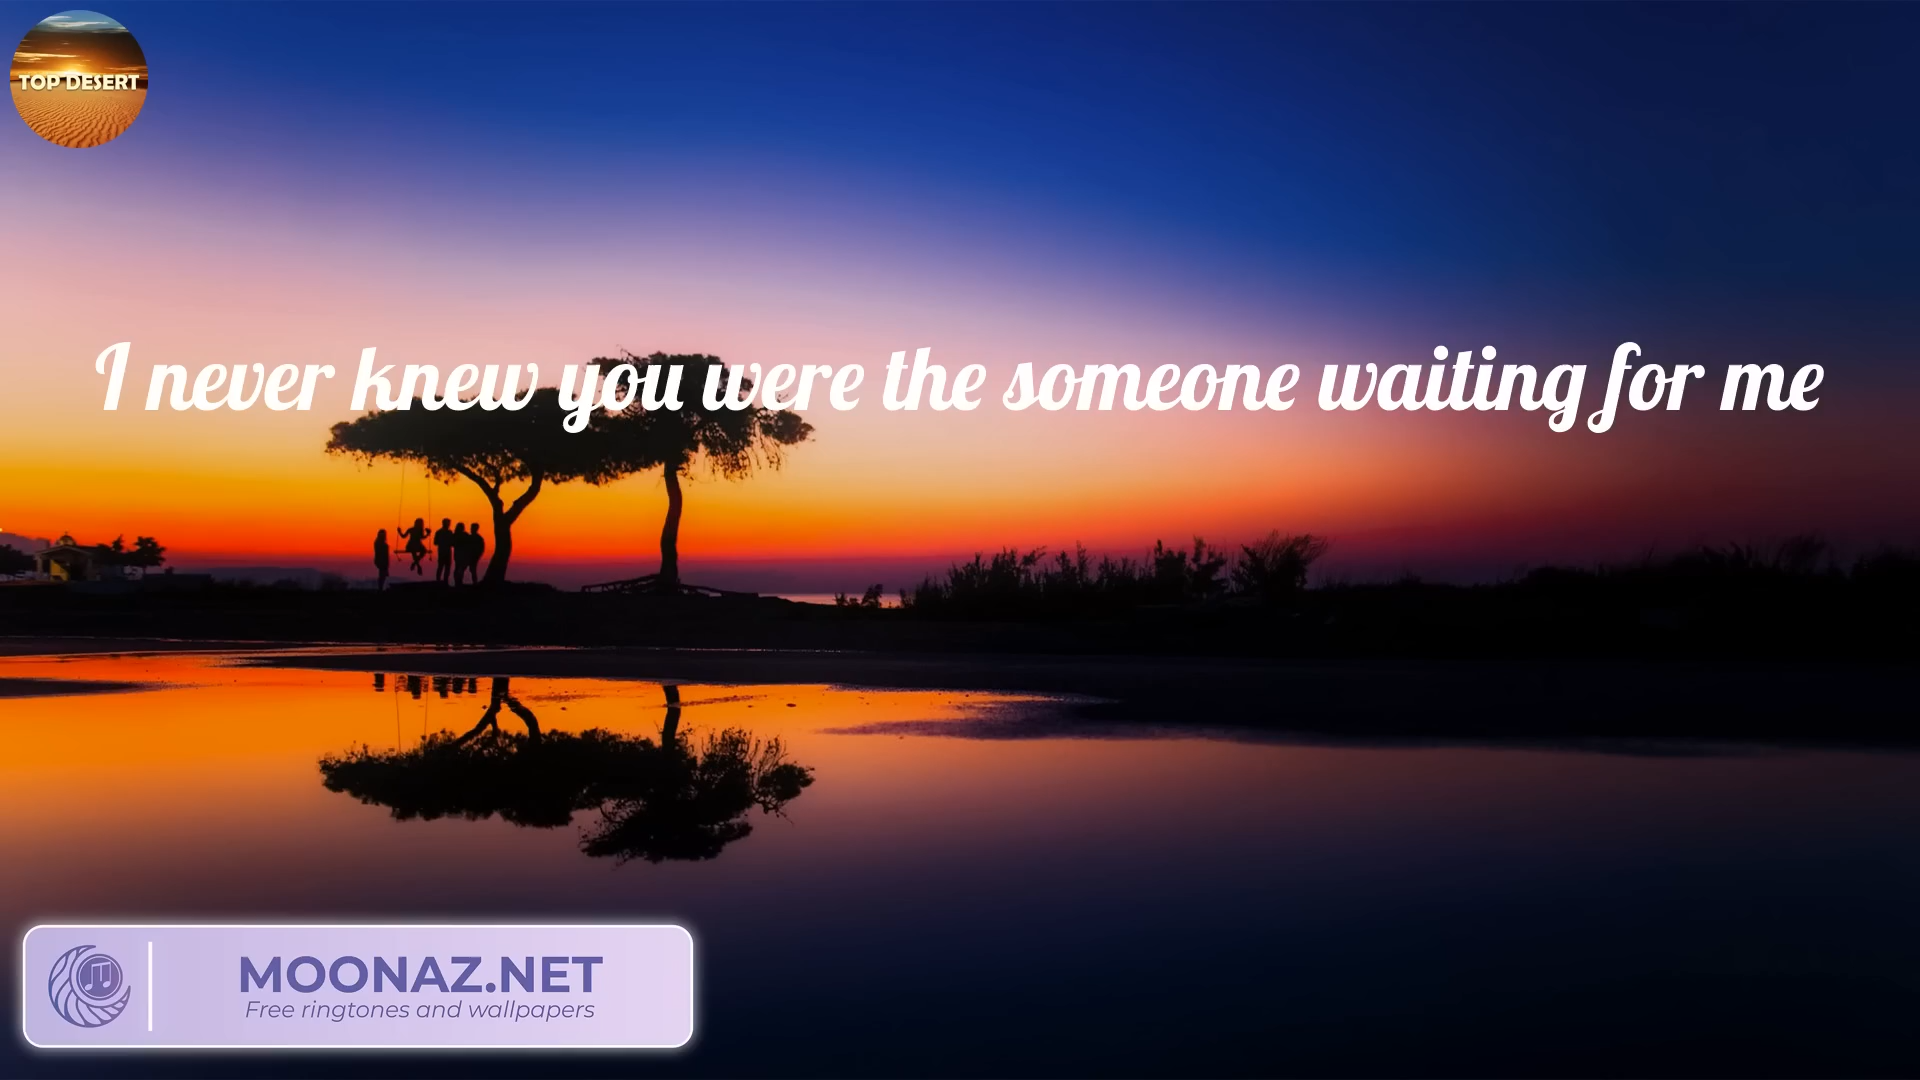 TOP DESERT
I never knew you were the someone waiting for me
MOONAZ.NET
Free ringtones and wallpapers